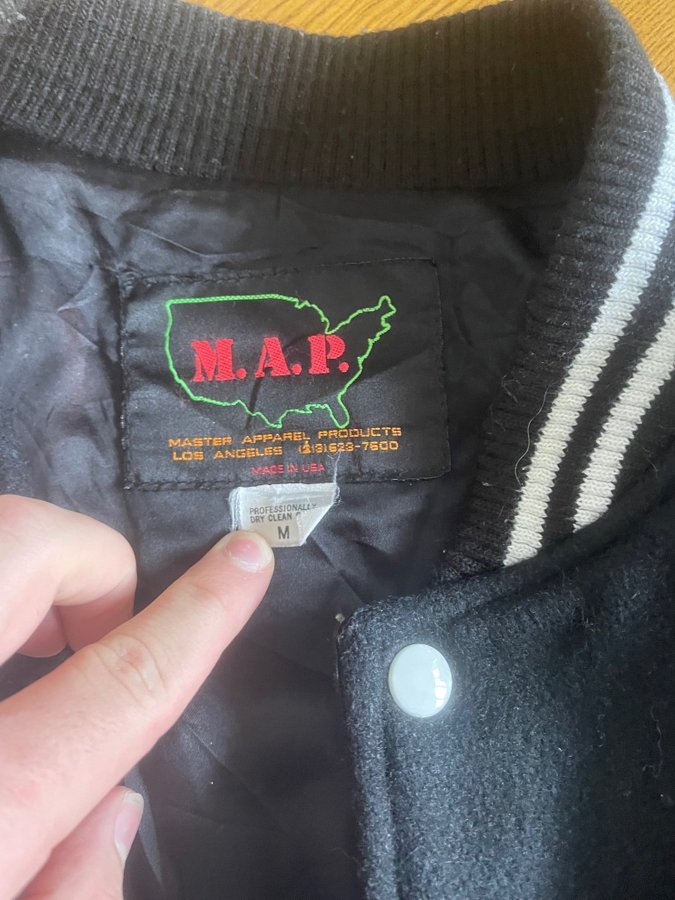 M.A.P.
MASTER APPAREL PRODUCTS
LOS ANGELES (213)623-7600
MADE IN USA
PROFESSIONALLY
DRY CLEAN
M